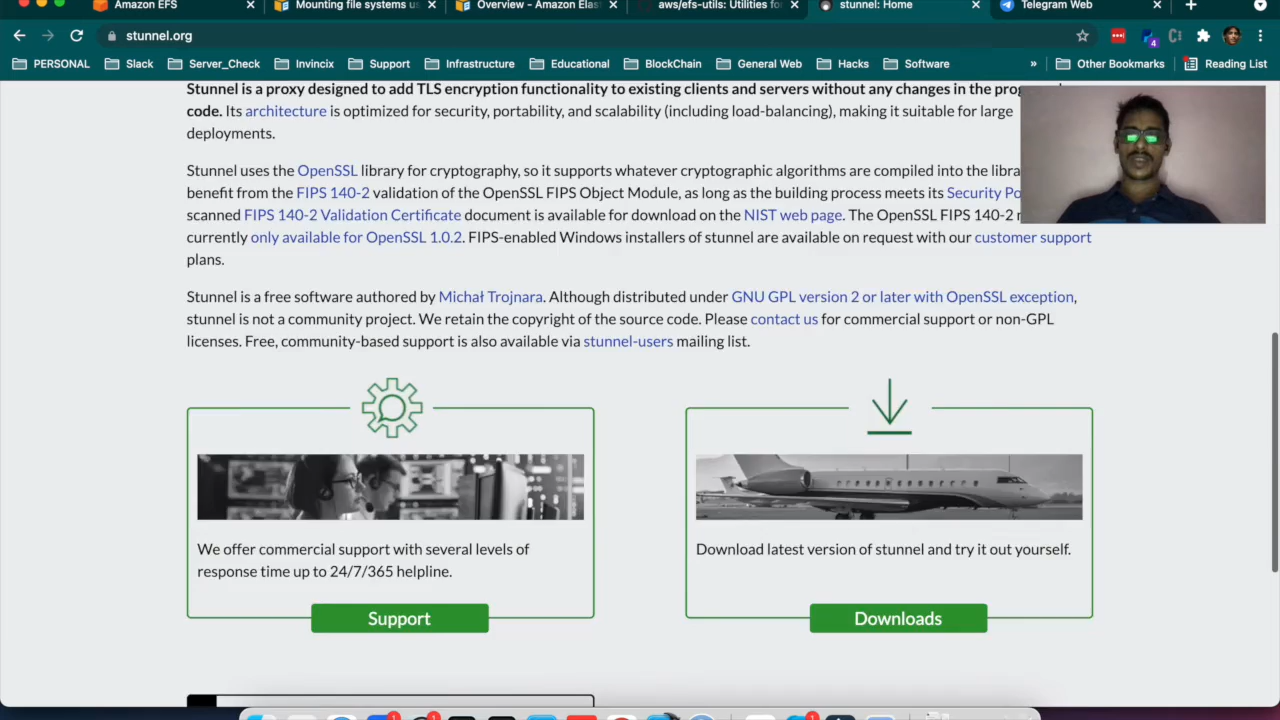 Amazon EFS
Mounting file systems us
Overview - Amazon Elast
aws/efs-utils: Utilities fo
stunnel: Home
Telegram Web
stunnel.org
4
PERSONAL
Slack
Server_Check
Invincix
Support
Infrastructure
Educational
BlockChain
General Web
Hacks
Software
»
Other Bookmarks
Reading List
Stunnel is a proxy designed to add TLS encryption functionality to existing clients and servers without any changes in the prog
code. Its architecture is optimized for security, portability, and scalability (including load-balancing), making it suitable for large
deployments.
Stunnel uses the OpenSSL library for cryptography, so it supports whatever cryptographic algorithms are compiled into the libra
benefit from the FIPS 140-2 validation of the OpenSSL FIPS Object Module, as long as the building process meets its Security Po
scanned FIPS 140-2 Validation Certificate document is available for download on the NIST web page. The OpenSSL FIPS 140-2
currently only available for OpenSSL 1.0.2. FIPS-enabled Windows installers of stunnel are available on request with our customer support
plans.
Stunnel is a free software authored by Michał Trojnara. Although distributed under GNU GPL version 2 or later with OpenSSL exception,
stunnel is not a community project. We retain the copyright of the source code. Please contact us for commercial support or non-GPL
licenses. Free, community-based support is also available via stunnel-users mailing list.
We offer commercial support with several levels of
response time up to 24/7/365 helpline.
Support
Download latest version of stunnel and try it out yourself.
Downloads
1
1
1